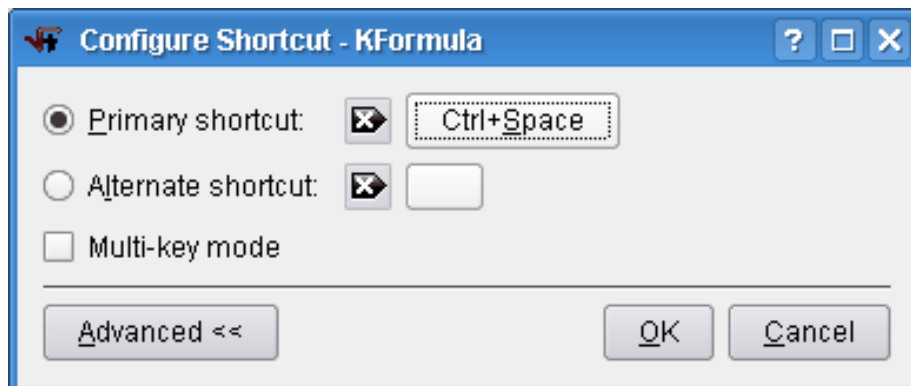 Configure Shortcut - KFormula ?
Primary shortcut: Ctrl+Space
Alternate shortcut:
Multi-key mode
Advanced << OK Cancel